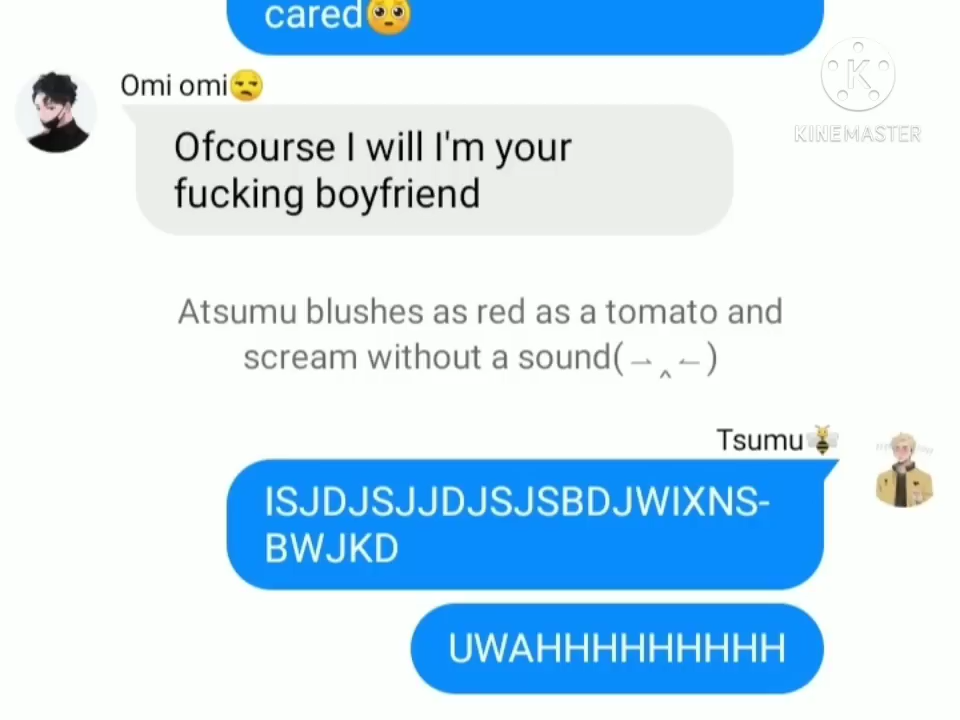 cared🥺
Omi omi😒
Ofcourse I will I'm your
fucking boyfriend
KINEMASTER
Atsumu blushes as red as a tomato and
scream without a sound(→‸←)
Tsumu🐝
ISJDJSJJDJSJSBDJWIXNS-
BWJKD
UWAHHHHHHHHHH